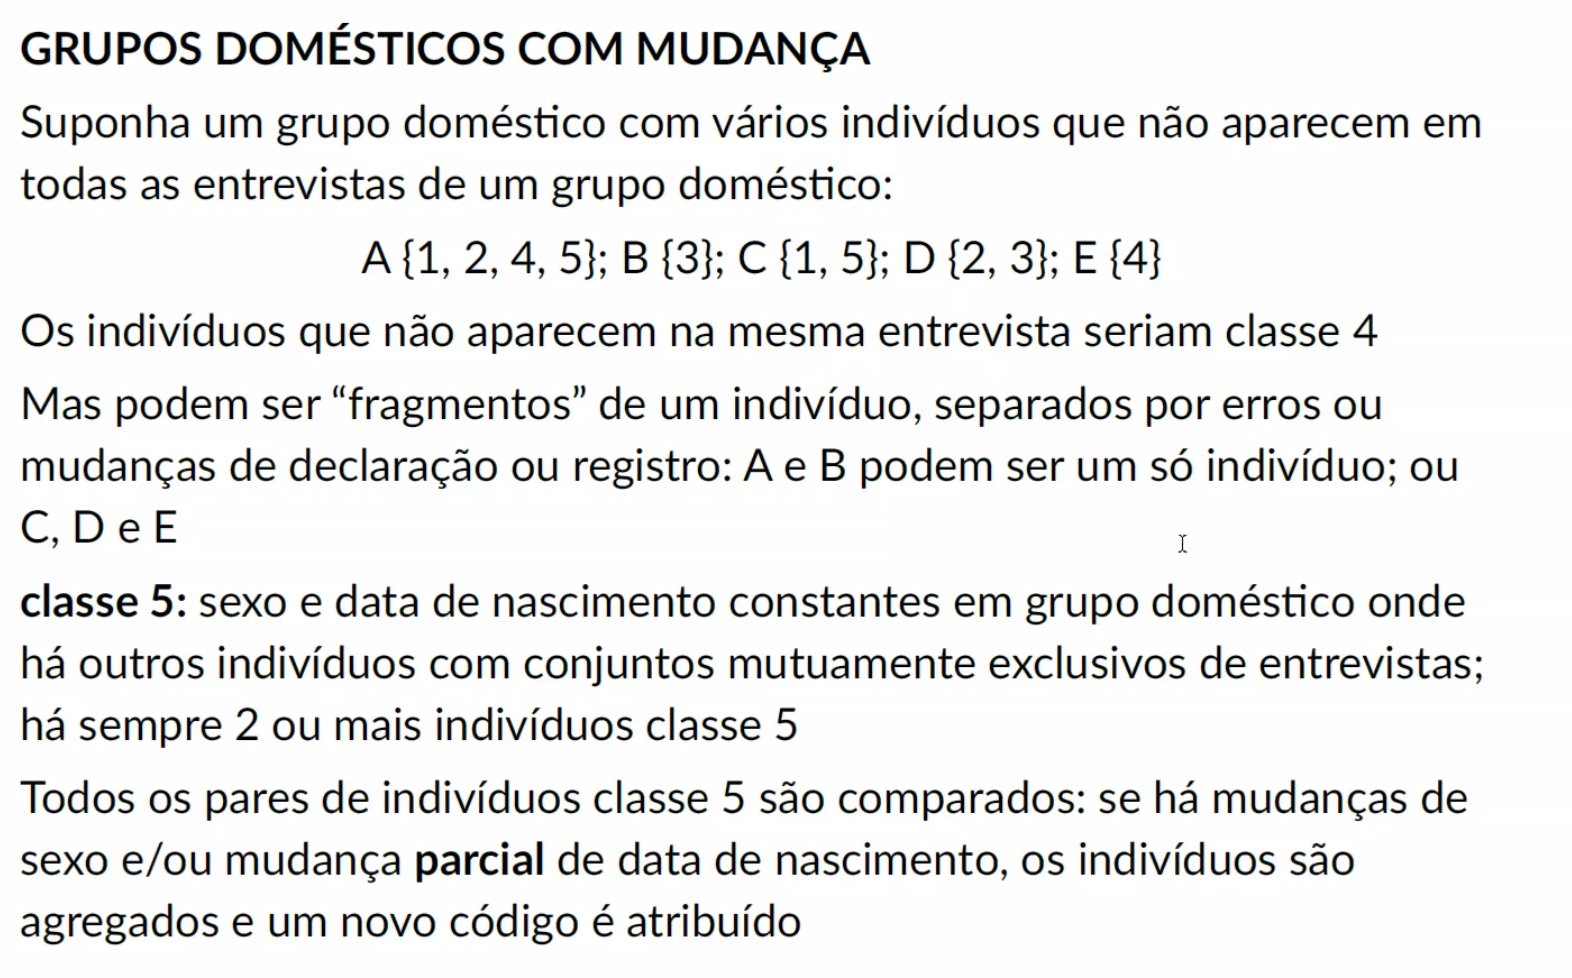 GRUPOS DOMÉSTICOS COM MUDANÇA
Suponha um grupo doméstico com vários indivíduos que não aparecem em
todas as entrevistas de um grupo doméstico:
A {1, 2, 4, 5}; B {3}; C {1, 5}; D {2, 3}; E {4}
Os indivíduos que não aparecem na mesma entrevista seriam classe 4
Mas podem ser “fragmentos” de um indivíduo, separados por erros ou
mudanças de declaração ou registro: A e B podem ser um só indivíduo; ou
C, D e E
classe 5: sexo e data de nascimento constantes em grupo doméstico onde
há outros indivíduos com conjuntos mutuamente exclusivos de entrevistas;
há sempre 2 ou mais indivíduos classe 5
Todos os pares de indivíduos classe 5 são comparados: se há mudanças de
sexo e/ou mudança parcial de data de nascimento, os indivíduos são
agregados e um novo código é atribuído